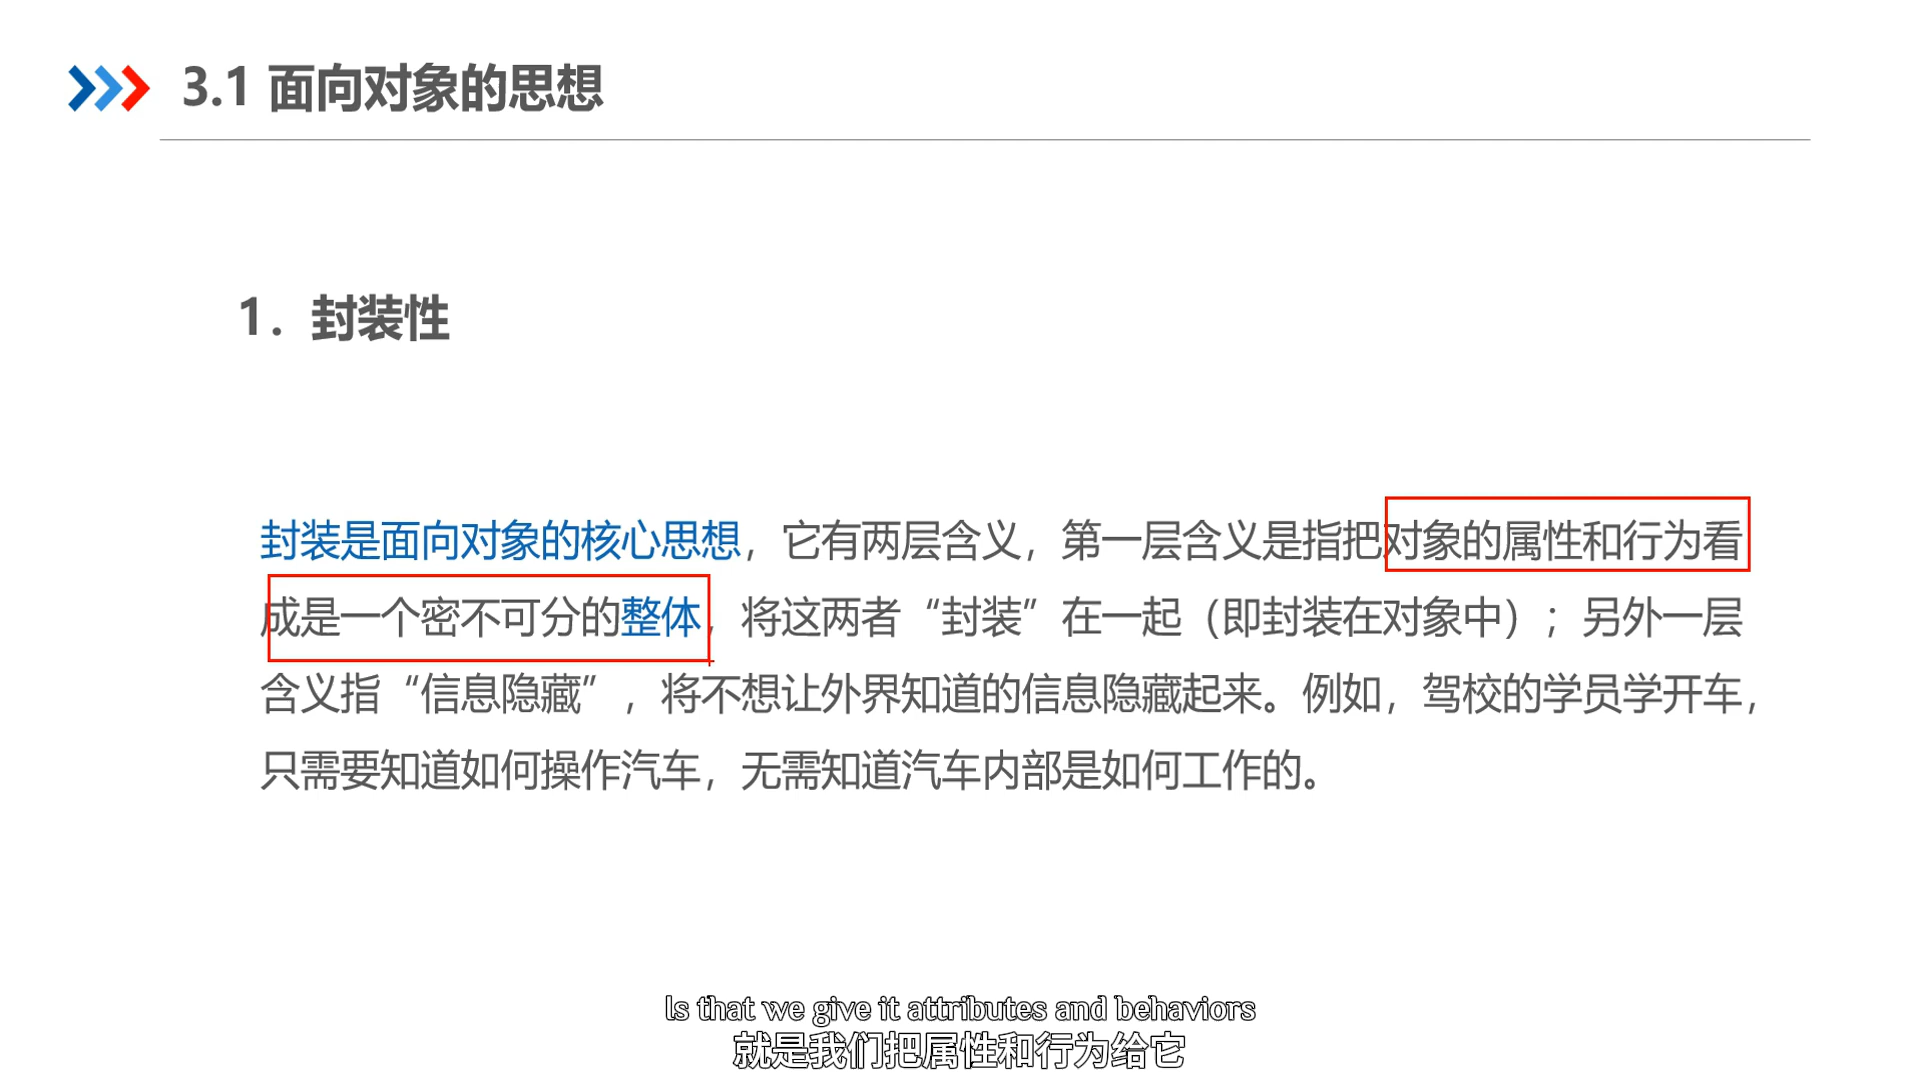 3.1 面向对象的思想
1. 封装性
封装是面向对象的核心思想，它有两层含义，第一层含义是指把对象的属性和行为看
成是一个密不可分的整体，将这两者“封装”在一起（即封装在对象中）；另外一层
含义指“信息隐藏”，将不想让外界知道的信息隐藏起来。例如，驾校的学员学开车，
只需要知道如何操作汽车，无需知道汽车内部是如何工作的。
Is that we give it attributes and behaviors
就是我们把属性和行为给它